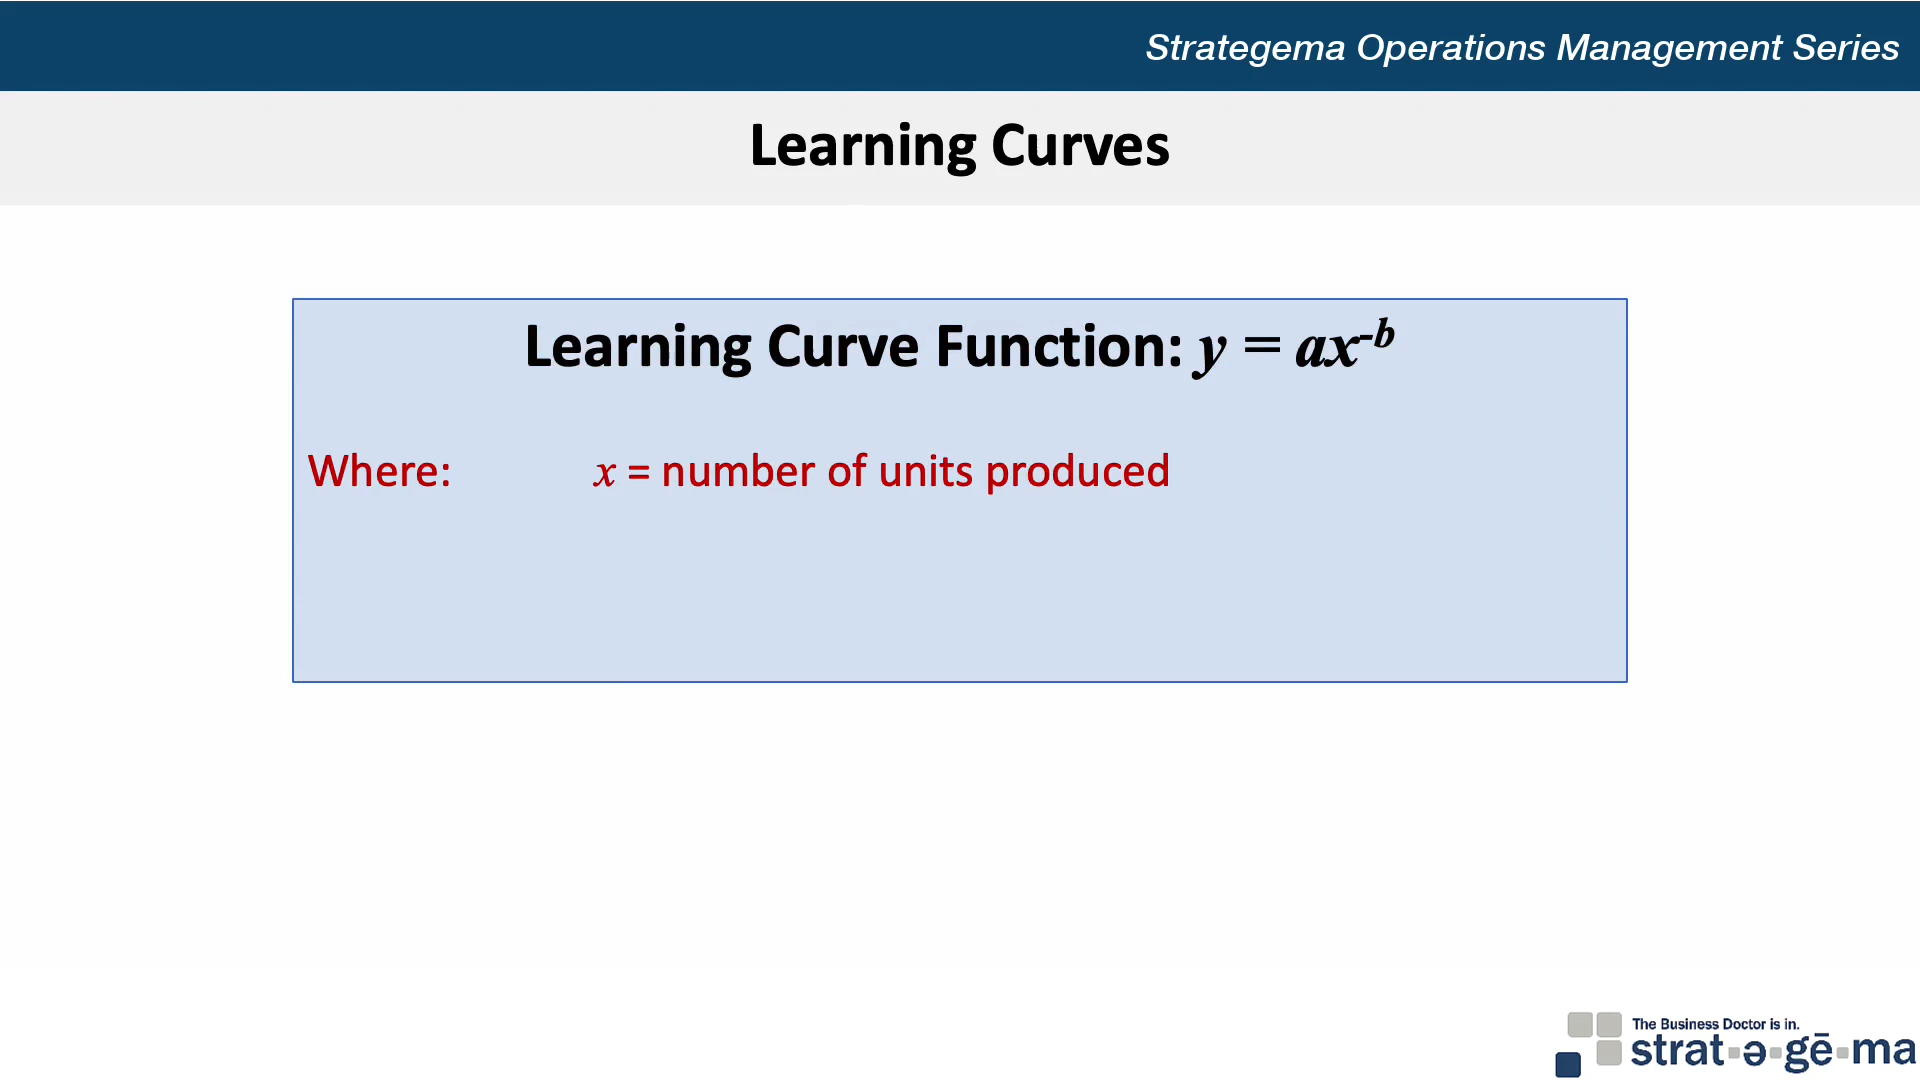 Strategema Operations Management Series
Learning Curves
Learning Curve Function: y = ax⁻ᵇ
Where: x = number of units produced
The Business Doctor is in.
strat·ə·gē·ma